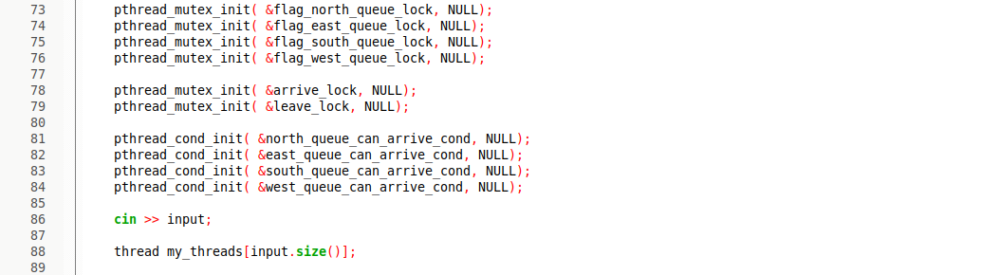 73 pthread_mutex_init( &flag_north_queue_lock, NULL);
74 pthread_mutex_init( &flag_east_queue_lock, NULL);
75 pthread_mutex_init( &flag_south_queue_lock, NULL);
76 pthread_mutex_init( &flag_west_queue_lock, NULL);
77
78 pthread_mutex_init( &arrive_lock, NULL);
79 pthread_mutex_init( &leave_lock, NULL);
80
81 pthread_cond_init( &north_queue_can_arrive_cond, NULL);
82 pthread_cond_init( &east_queue_can_arrive_cond, NULL);
83 pthread_cond_init( &south_queue_can_arrive_cond, NULL);
84 pthread_cond_init( &west_queue_can_arrive_cond, NULL);
85
86 cin >> input;
87
88 thread my_threads[input.size()];
89